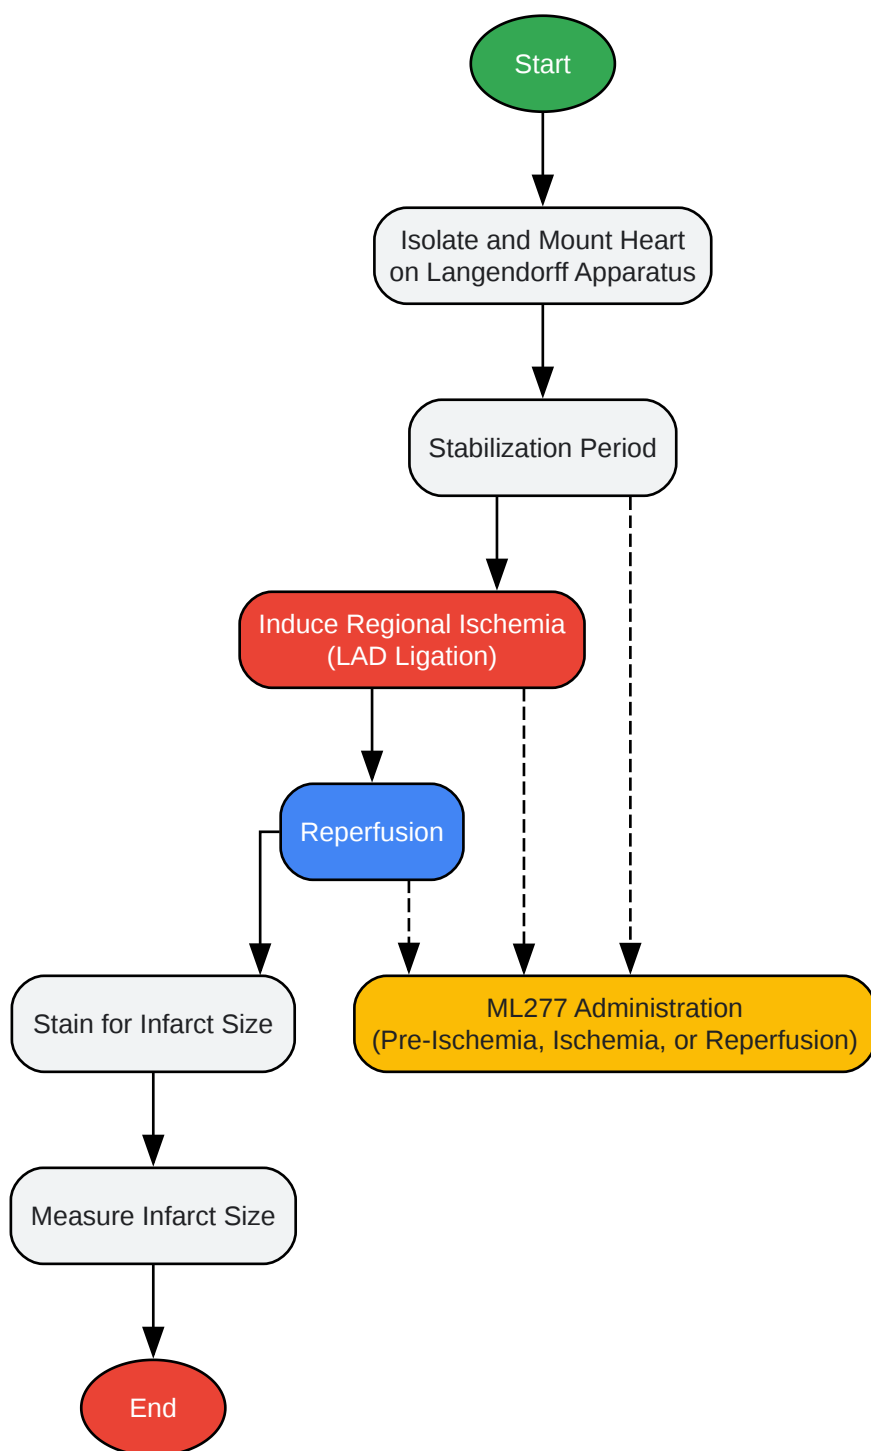 Start
Isolate and Mount Heart
on Langendorff Apparatus
Stabilization Period
Induce Regional Ischemia
(LAD Ligation)
Reperfusion
Stain for Infarct Size
ML277 Administration
(Pre-Ischemia, Ischemia, or Reperfusion)
Measure Infarct Size
End